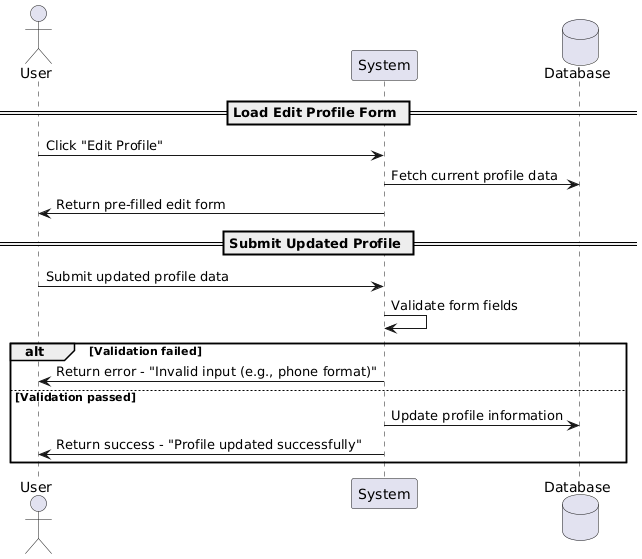 User
System
Database
Load Edit Profile Form
Click "Edit Profile"
Fetch current profile data
Return pre-filled edit form
Submit Updated Profile
Submit updated profile data
Validate form fields
alt [Validation failed]
Return error - "Invalid input (e.g., phone format)"
[Validation passed]
Update profile information
Return success - "Profile updated successfully"
User
System
Database